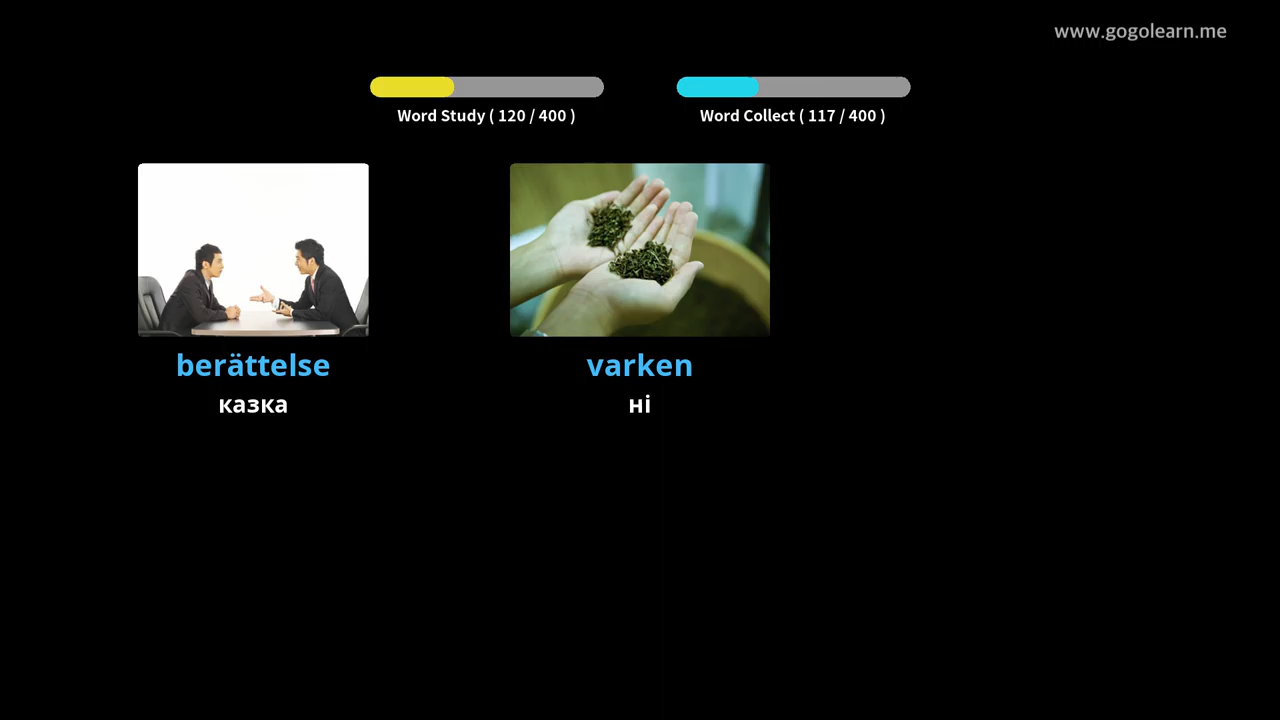 www.gogolearn.me
Word Study ( 120 / 400 )
Word Collect ( 117 / 400 )
berättelse
казка
varken
ні